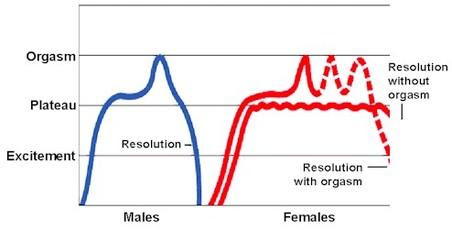 Orgasm
Plateau
Excitement
Resolution
Resolution
without
orgasm
Resolution
with orgasm
Males
Females